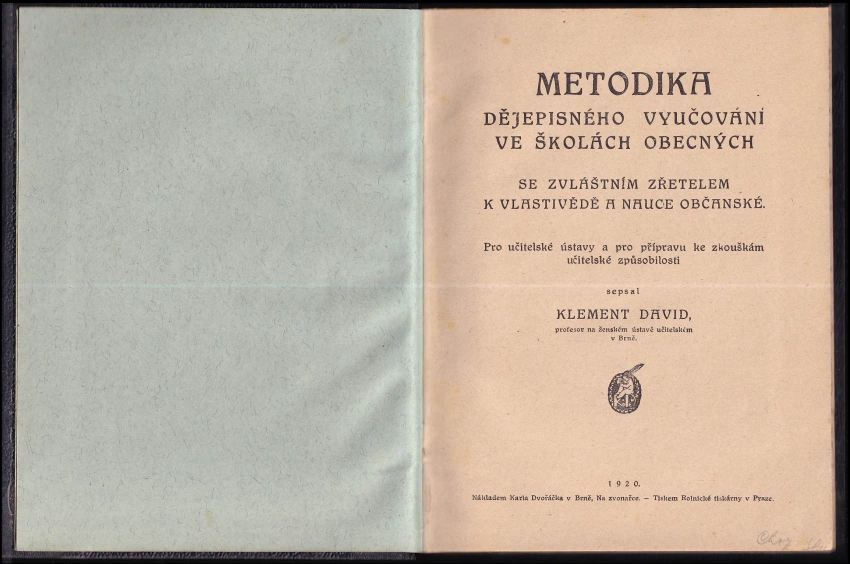 METODIKA
DĚJEPISNÉHO VYUČOVÁNÍ
VE ŠKOLÁCH OBECNÝCH
SE ZVLÁŠTNÍM ZŘETELEM
K VLASTIVĚDĚ A NAUCE OBČANSKÉ.
Pro učitelské ústavy a pro přípravu ke zkouškám
učitelské způsobilosti
sepsal
KLEMENT DAVID,
profesor na ženském ústavě učitelském
v Brně.
1920.
Nákladem Karla Dvořáčka v Brně, Na zvonařce. – Tiskem Rolnické tiskárny v Praze.